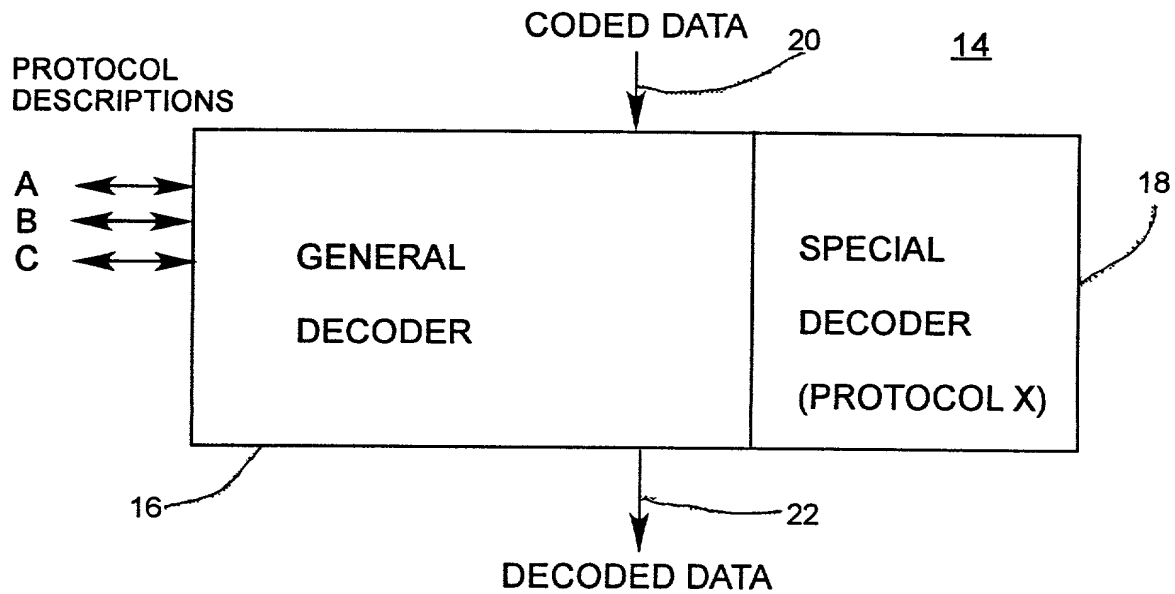 CODED DATA
20
14
PROTOCOL
DESCRIPTIONS
A
B
C
18
GENERAL
DECODER
SPECIAL
DECODER
(PROTOCOL X)
16
22
DECODED DATA